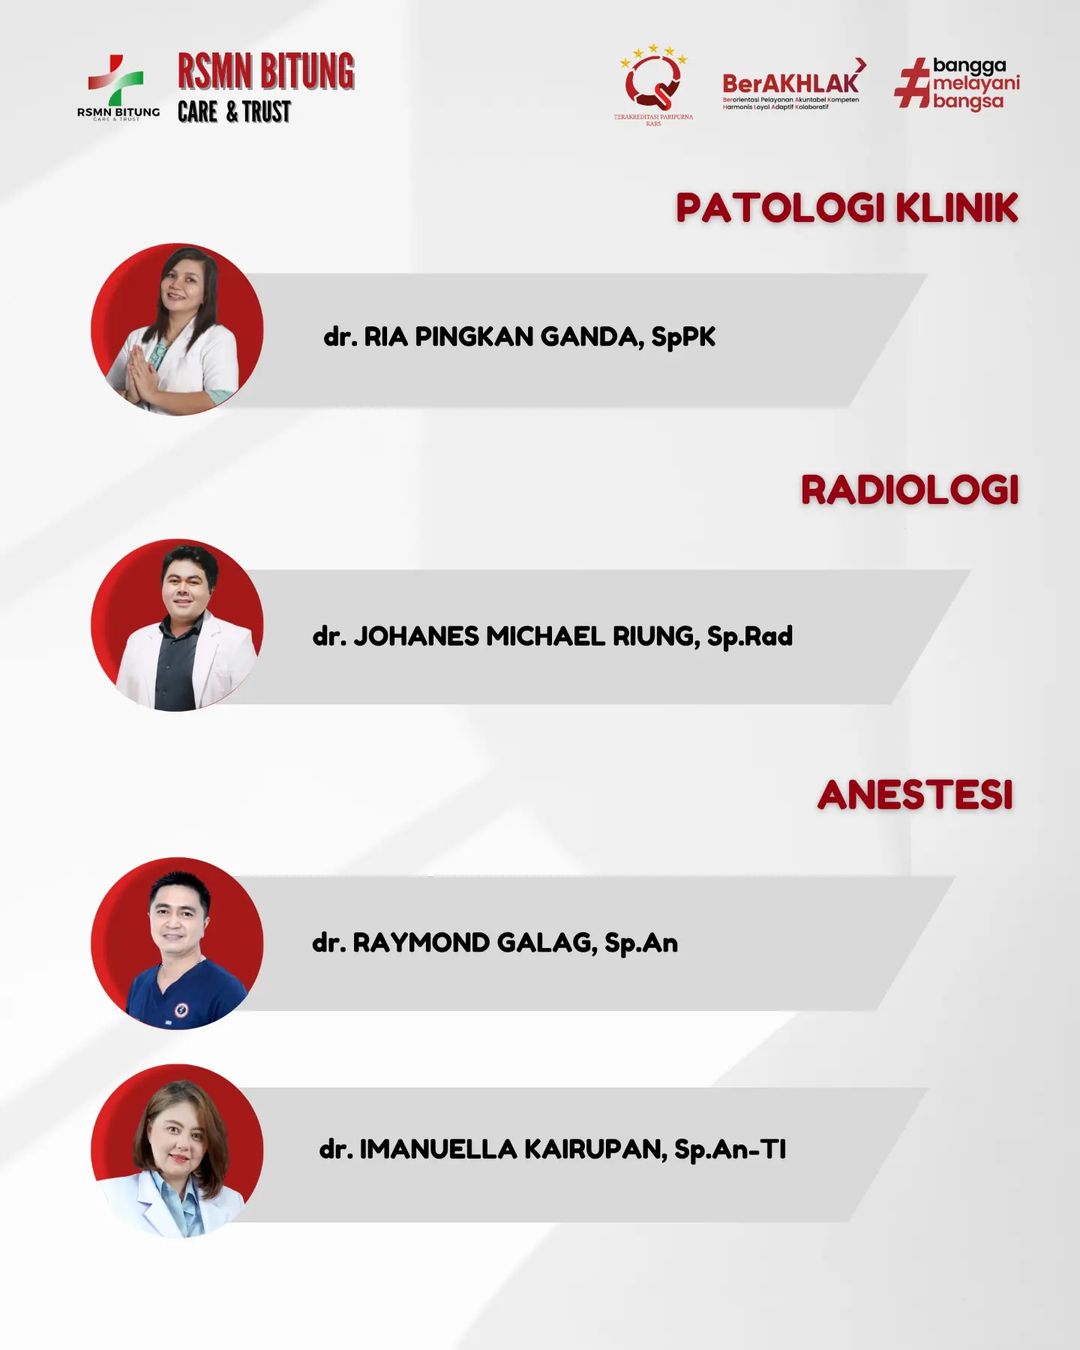 RSMN BITUNG
CARE & TRUST
RSMN BITUNG
CARE & TRUST
TERAKREDITASI PARIPURNA
KARS
BerAKHLAK
Berorientasi Pelayanan Akuntabel Kompeten
Harmonis Loyal Adaptif Kolaboratif
#bangga
melayani
bangsa
PATOLOGI KLINIK
dr. RIA PINGKAN GANDA, SpPK
RADIOLOGI
dr. JOHANES MICHAEL RIUNG, Sp.Rad
ANESTESI
dr. RAYMOND GALAG, Sp.An
dr. IMANUELLA KAIRUPAN, Sp.An-TI